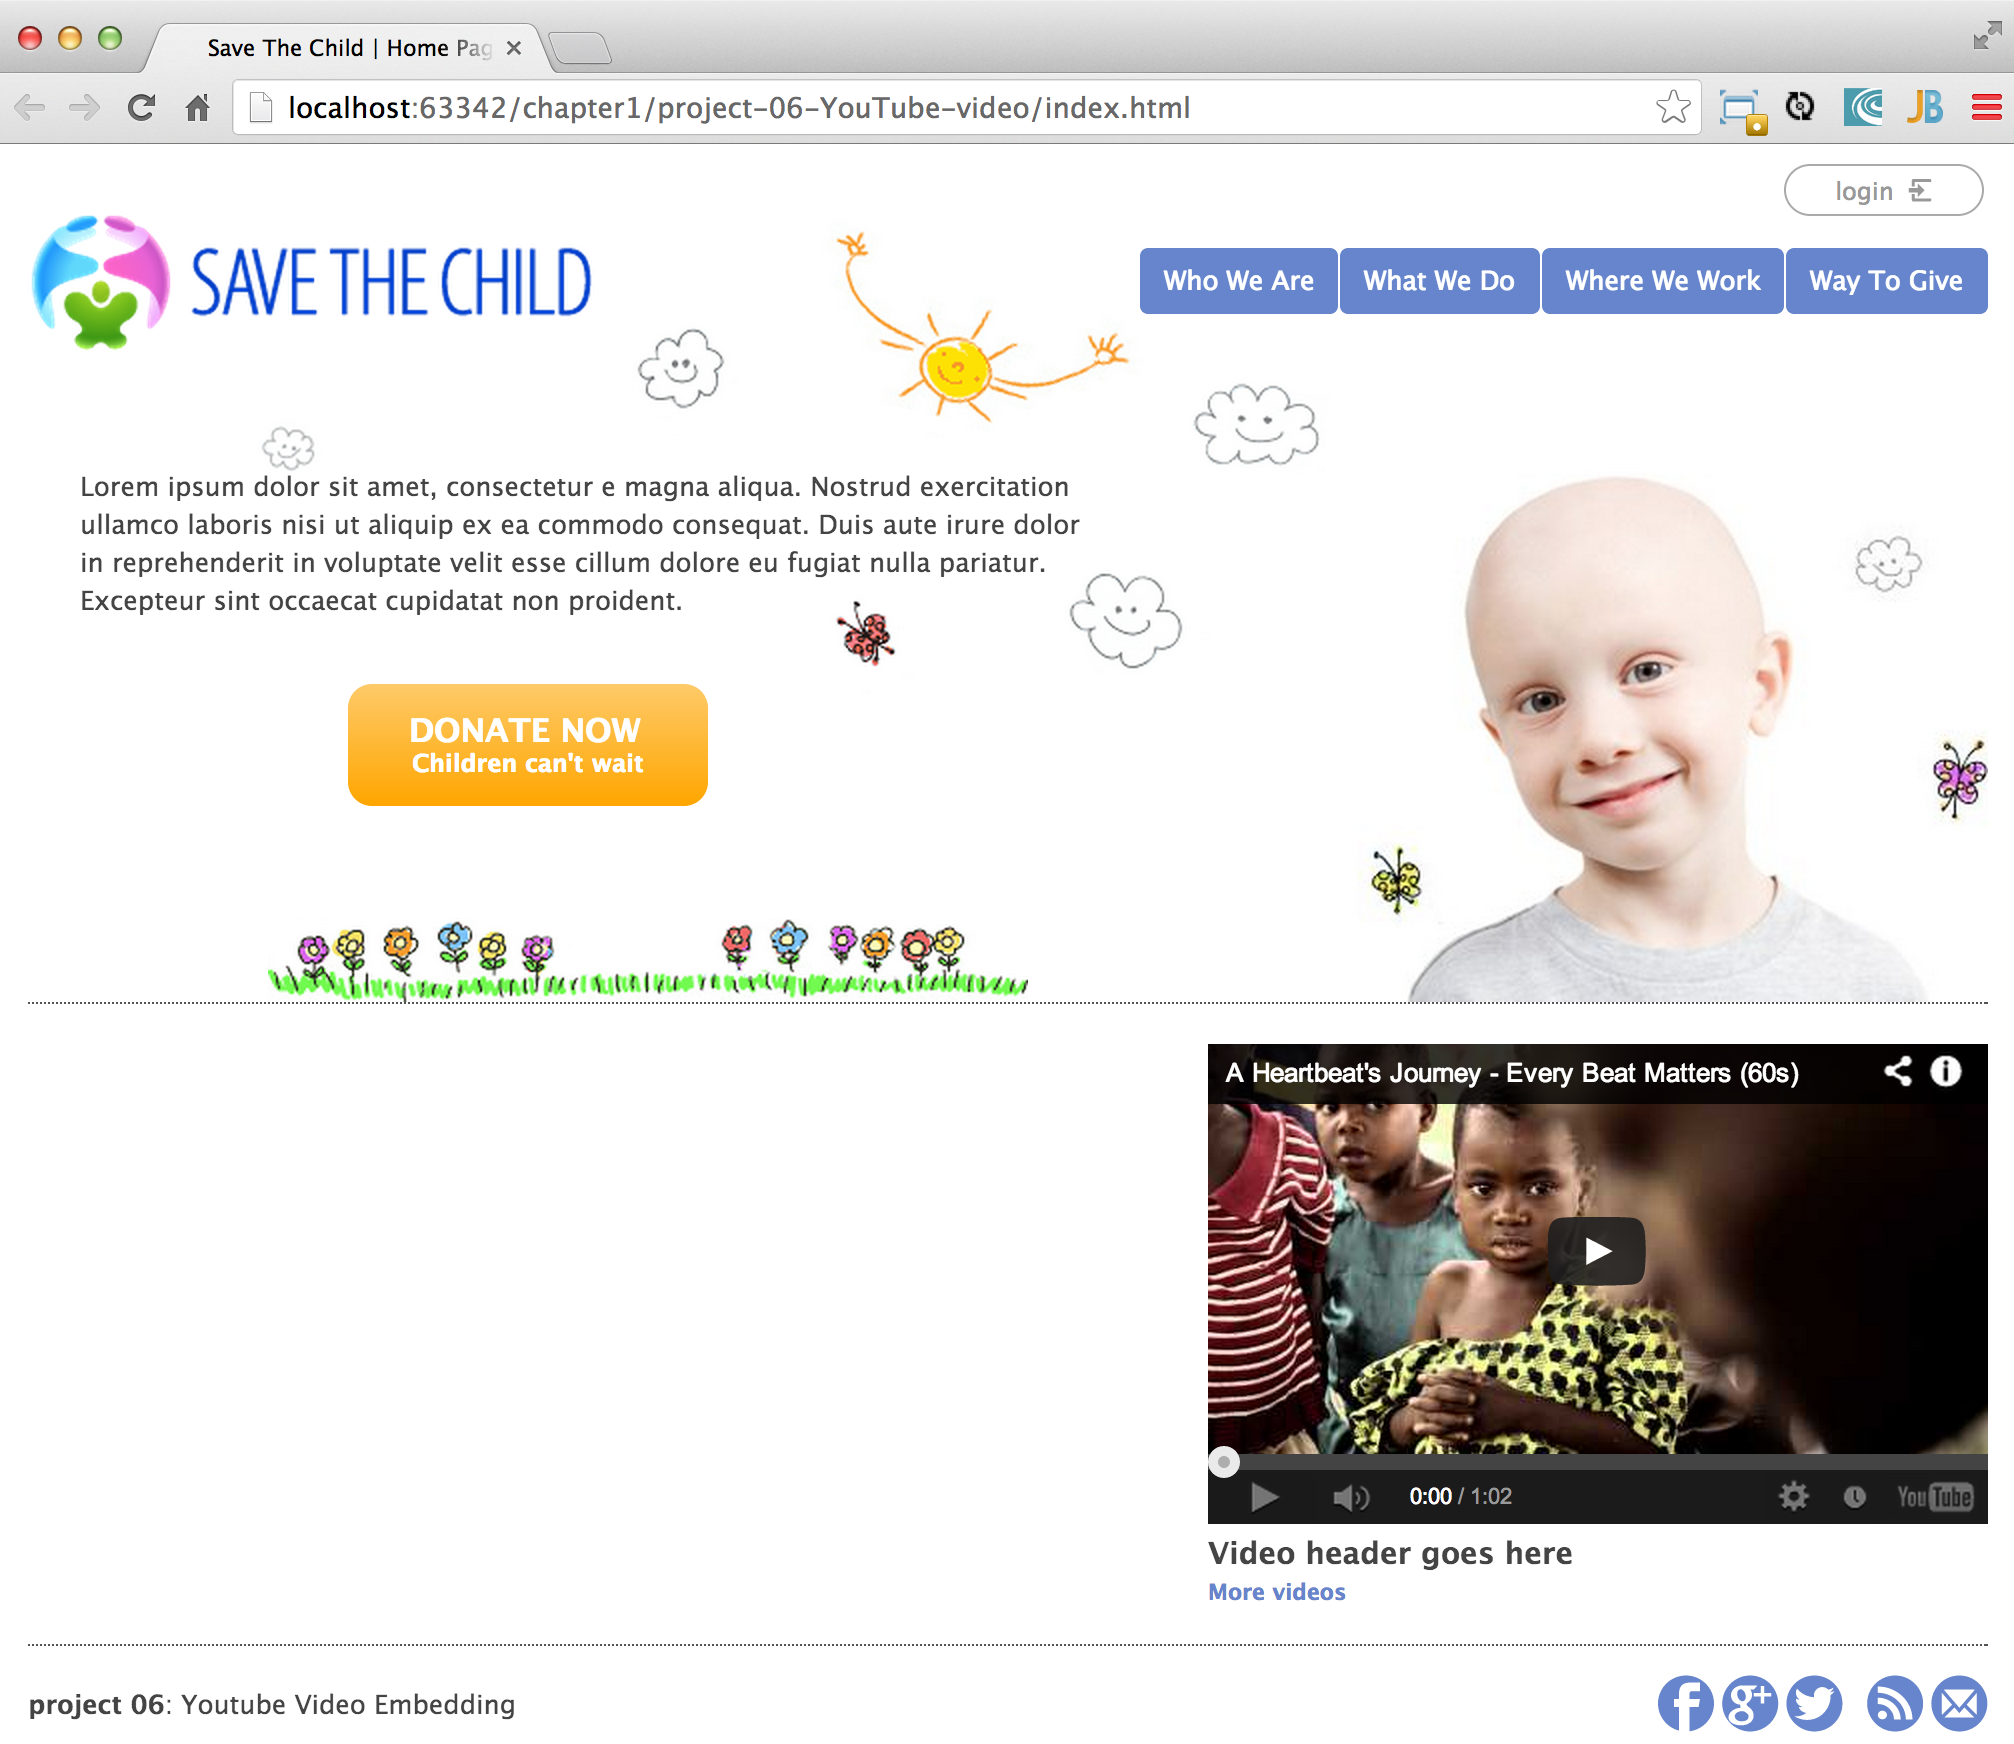 Save The Child | Home Pag
localhost:63342/chapter1/project-06-YouTube-video/index.html
JB
login
SAVE THE CHILD
Who We Are
What We Do
Where We Work
Way To Give
Lorem ipsum dolor sit amet, consectetur e magna aliqua. Nostrud exercitation
ullamco laboris nisi ut aliquip ex ea commodo consequat. Duis aute irure dolor
in reprehenderit in voluptate velit esse cillum dolore eu fugiat nulla pariatur.
Excepteur sint occaecat cupidatat non proident.
DONATE NOW
Children can't wait
A Heartbeat's Journey - Every Beat Matters (60s)
0:00 / 1:02
YouTube
Video header goes here
More videos
project 06: Youtube Video Embedding